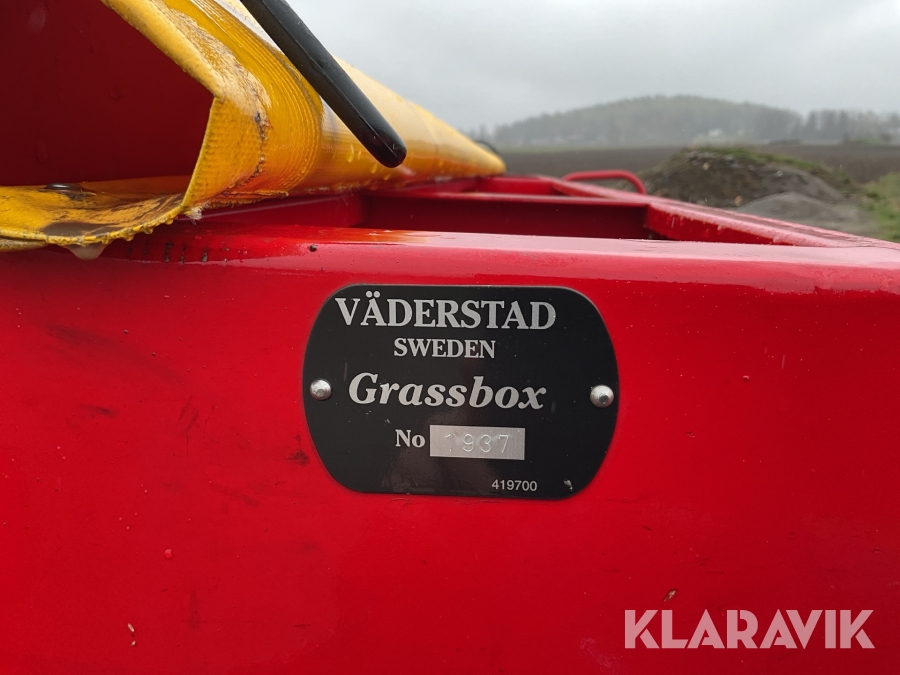 VÄDERSTAD
SWEDEN
Grassbox
No 1937
419700
KLARAVIK